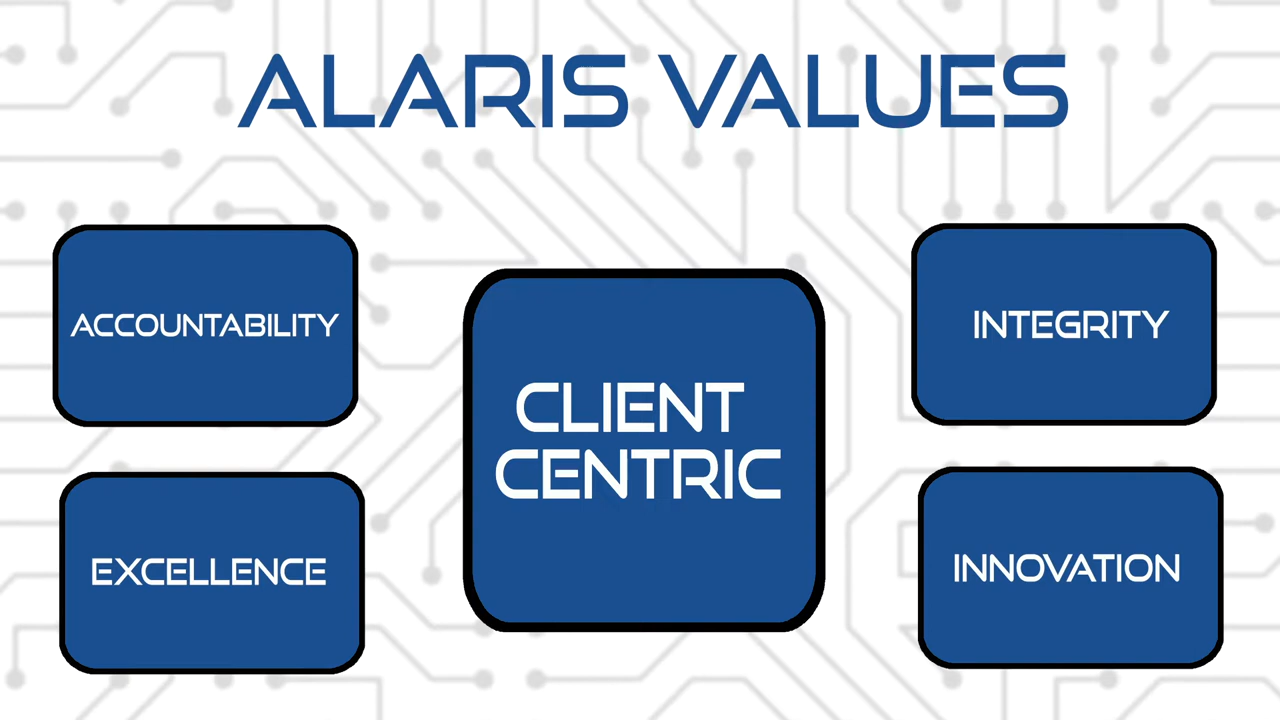 ALARIS VALUES
ACCOUNTABILITY
INTEGRITY
CLIENT
CENTRIC
EXCELLENCE
INNOVATION